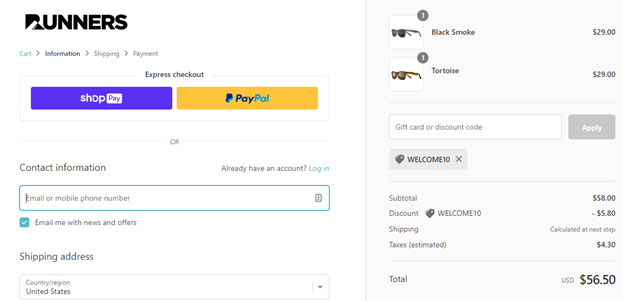 RUNNERS
Cart > Information > Shipping > Payment
Express checkout
shop Pay
PayPal
OR
Contact information
Already have an account? Log in
Email or mobile phone number
Email me with news and offers
Shipping address
Country/region
United States
1
Black Smoke $29.00
1
Tortoise $29.00
Gift card or discount code
Apply
WELCOME10
Subtotal $58.00
Discount WELCOME10 - $5.80
Shipping Calculated at next step
Taxes (estimated) $4.30
Total USD $56.50